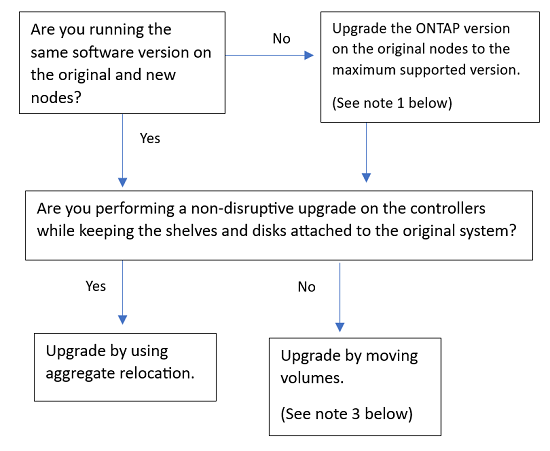 Are you running the
same software version on
the original and new
nodes?
No
Upgrade the ONTAP version
on the original nodes to the
maximum supported version.
(See note 1 below)
Yes
Are you performing a non-disruptive upgrade on the controllers
while keeping the shelves and disks attached to the original system?
Yes
No
Upgrade by using
aggregate relocation.
Upgrade by moving
volumes.
(See note 3 below)